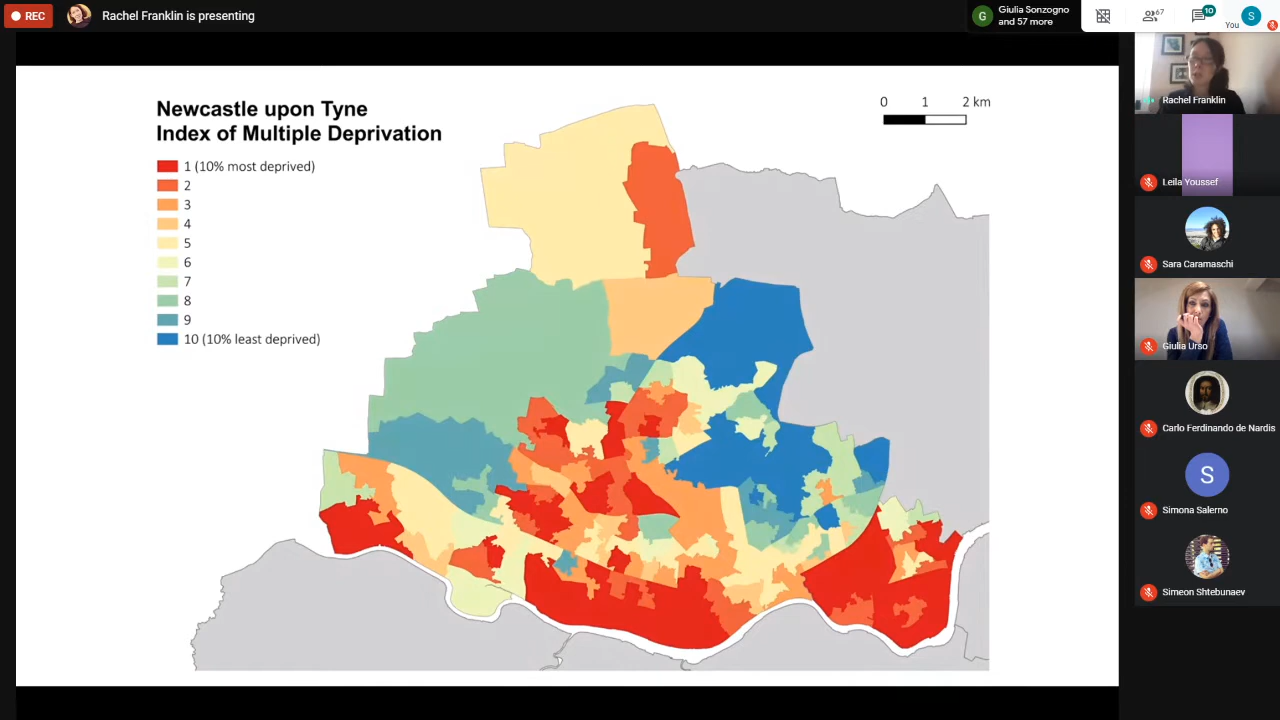 REC
Rachel Franklin is presenting
G
Giulia Sonzogno
and 57 more
67
10
You
S
Newcastle upon Tyne
Index of Multiple Deprivation
1 (10% most deprived)
2
3
4
5
6
7
8
9
10 (10% least deprived)
0 1 2 km
Rachel Franklin
Leila Youssef
Sara Caramaschi
Giulia Urso
Carlo Ferdinando de Nardis
S
Simona Salerno
Simeon Shtebunaev